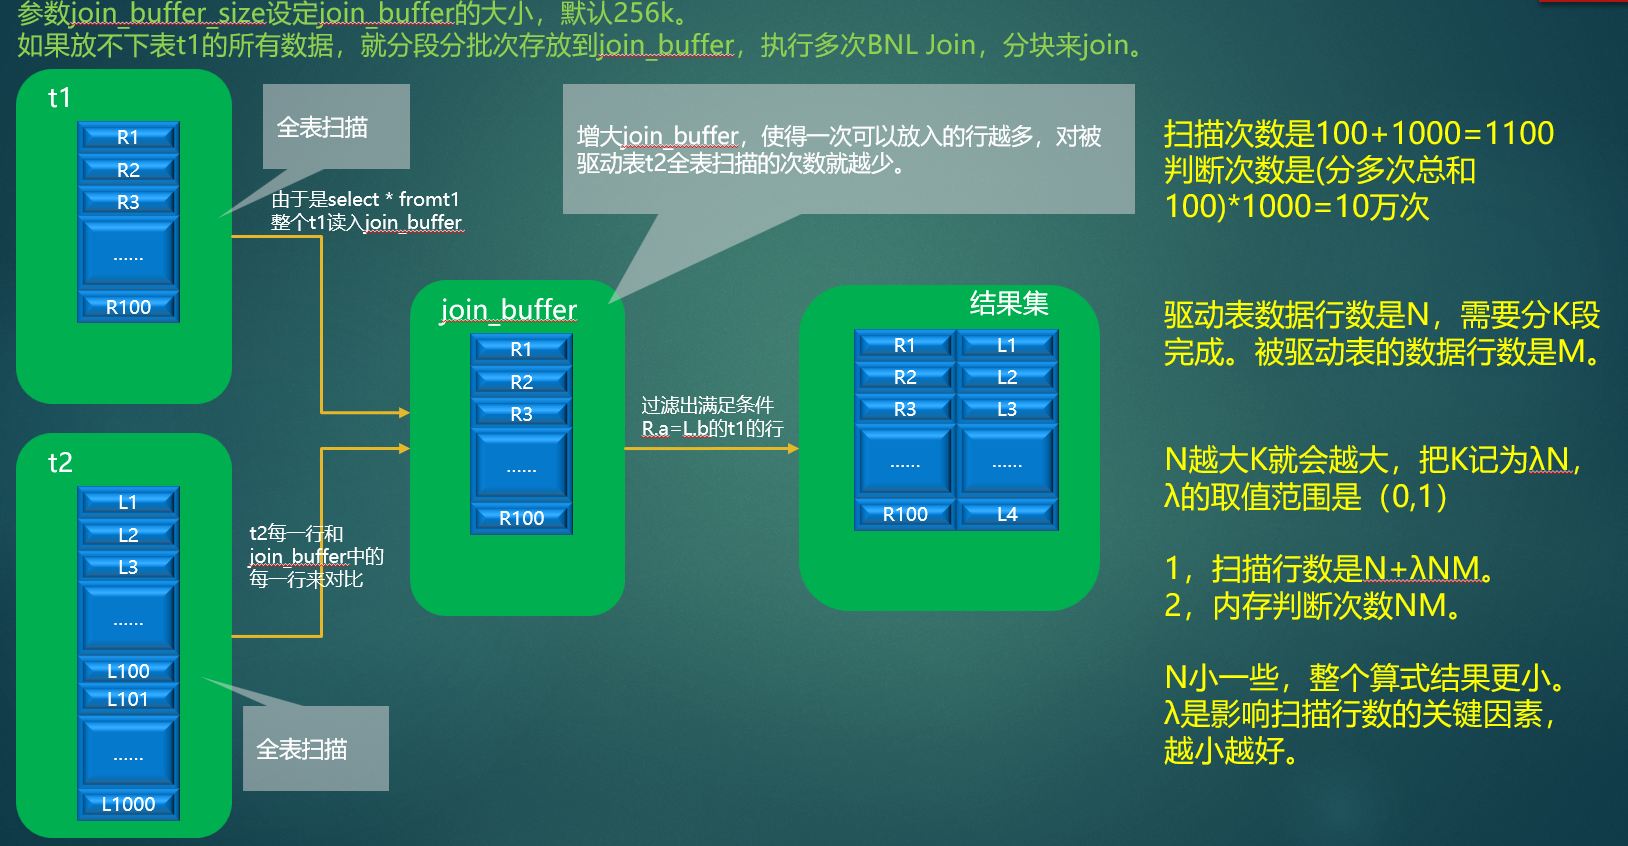 参数join_buffer_size设定join_buffer的大小，默认256k。
如果放不下表t1的所有数据，就分段分批次存放到join_buffer，执行多次BNL Join，分块来join。
t1
R1
R2
R3
......
R100
全表扫描
由于是select * fromt1
整个t1读入join_buffer
增大join_buffer，使得一次可以放入的行越多，对被
驱动表t2全表扫描的次数就越少。
t2
L1
L2
L3
......
L100
L101
......
L1000
全表扫描
t2每一行和
join_buffer中的
每一行来对比
join_buffer
R1
R2
R3
......
R100
过滤出满足条件
R.a=L.b的t1的行
结果集
R1 L1
R2 L2
R3 L3
...... ......
R100 L4
扫描次数是100+1000=1100
判断次数是(分多次总和
100)*1000=10万次
驱动表数据行数是N，需要分K段
完成。被驱动表的数据行数是M。
N越大K就会越大，把K记为λN，
λ的取值范围是（0,1）
1，扫描行数是N+λNM。
2，内存判断次数NM。
N小一些，整个算式结果更小。
λ是影响扫描行数的关键因素，
越小越好。